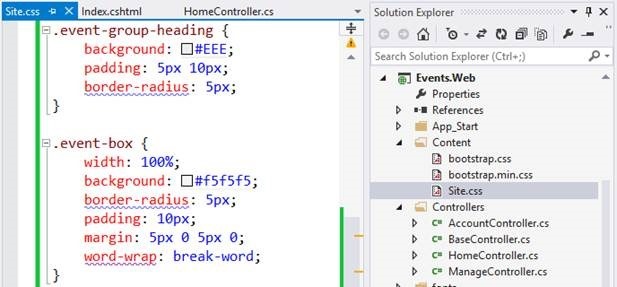 Site.css
Index.cshtml
HomeController.cs
.event-group-heading {
background: #EEE;
padding: 5px 10px;
border-radius: 5px;
}
.event-box {
width: 100%;
background: #f5f5f5;
border-radius: 5px;
padding: 10px;
margin: 5px 0 5px 0;
word-wrap: break-word;
}
Solution Explorer
Search Solution Explorer (Ctrl+;)
Events.Web
Properties
References
App_Start
Content
bootstrap.css
bootstrap.min.css
Site.css
Controllers
AccountController.cs
BaseController.cs
HomeController.cs
ManageController.cs
fonts